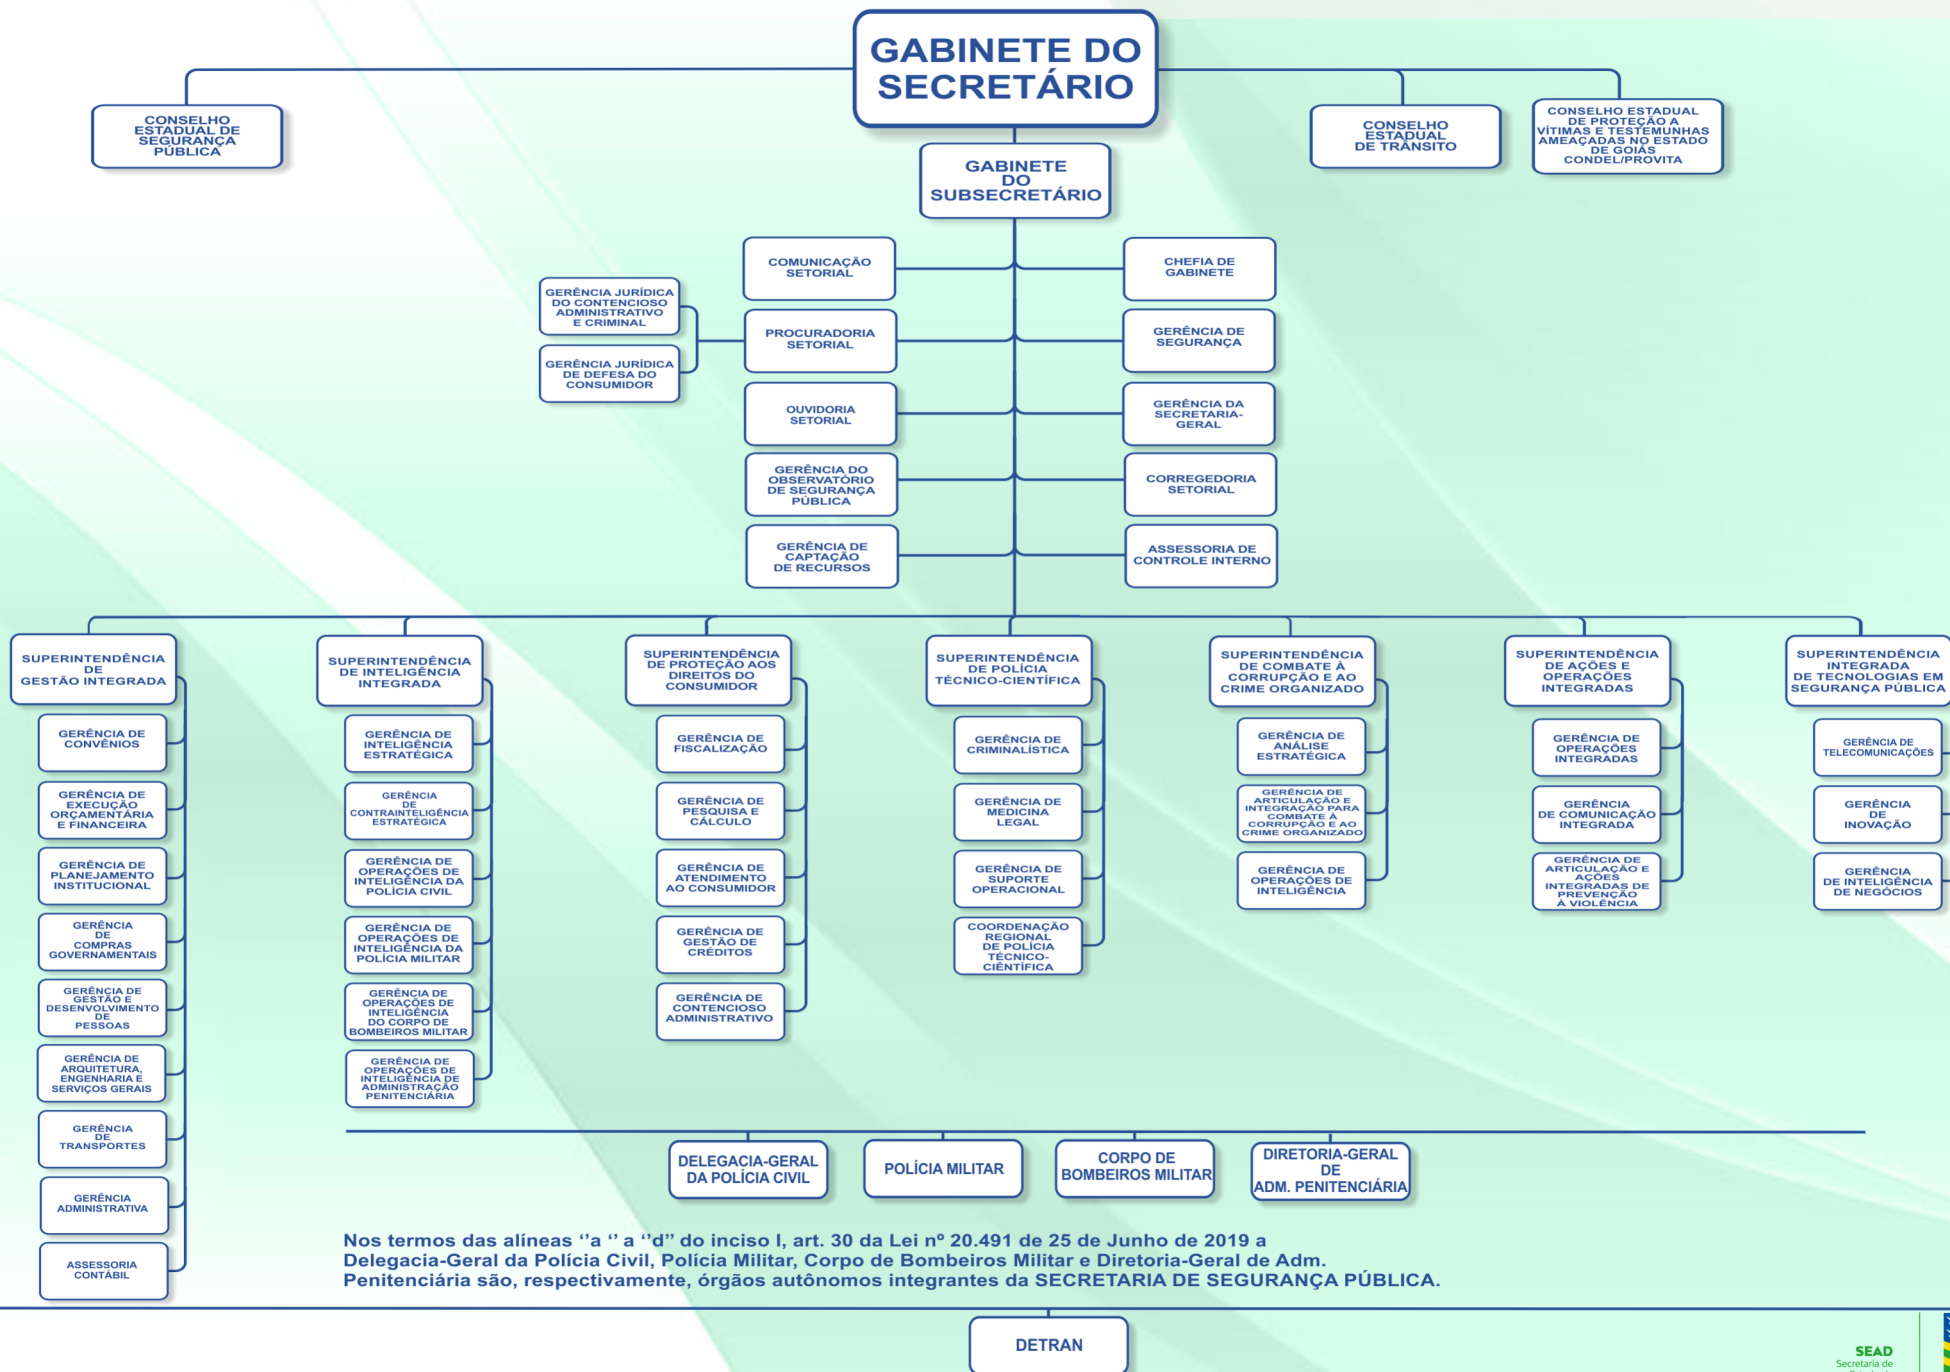 GABINETE DO
SECRETÁRIO
CONSELHO
ESTADUAL DE
SEGURANÇA
PÚBLICA
CONSELHO
ESTADUAL
DE TRÂNSITO
CONSELHO ESTADUAL
DE PROTEÇÃO A
VÍTIMAS E TESTEMUNHAS
AMEAÇADAS NO ESTADO
DE GOIÁS
CONDEL/PROVITA
GABINETE
DO
SUBSECRETÁRIO
COMUNICAÇÃO
SETORIAL
CHEFIA DE
GABINETE
GERÊNCIA JURÍDICA
DO CONTENCIOSO
ADMINISTRATIVO
E CRIMINAL
PROCURADORIA
SETORIAL
GERÊNCIA DE
SEGURANÇA
GERÊNCIA JURÍDICA
DE DEFESA DO
CONSUMIDOR
OUVIDORIA
SETORIAL
GERÊNCIA DA
SECRETARIA-
GERAL
GERÊNCIA DO
OBSERVATÓRIO
DE SEGURANÇA
PÚBLICA
CORREGEDORIA
SETORIAL
GERÊNCIA DE
CAPTAÇÃO
DE RECURSOS
ASSESSORIA DE
CONTROLE INTERNO
SUPERINTENDÊNCIA
DE
GESTÃO INTEGRADA
GERÊNCIA DE
CONVÊNIOS
GERÊNCIA DE
EXECUÇÃO
ORÇAMENTÁRIA
E FINANCEIRA
GERÊNCIA DE
PLANEJAMENTO
INSTITUCIONAL
GERÊNCIA
DE
COMPRAS
GOVERNAMENTAIS
GERÊNCIA DE
GESTÃO E
DESENVOLVIMENTO
DE
PESSOAS
GERÊNCIA DE
ARQUITETURA,
ENGENHARIA E
SERVIÇOS GERAIS
GERÊNCIA
DE
TRANSPORTES
GERÊNCIA
ADMINISTRATIVA
ASSESSORIA
CONTÁBIL
SUPERINTENDÊNCIA
DE INTELIGÊNCIA
INTEGRADA
GERÊNCIA DE
INTELIGÊNCIA
ESTRATÉGICA
GERÊNCIA
DE
CONTRAINTELIGÊNCIA
ESTRATÉGICA
GERÊNCIA DE
OPERAÇÕES DE
INTELIGÊNCIA DA
POLÍCIA CIVIL
GERÊNCIA DE
OPERAÇÕES DE
INTELIGÊNCIA DA
POLÍCIA MILITAR
GERÊNCIA DE
OPERAÇÕES DE
INTELIGÊNCIA
DO CORPO DE
BOMBEIROS MILITAR
GERÊNCIA DE
OPERAÇÕES DE
INTELIGÊNCIA DE
ADMINISTRAÇÃO
PENITENCIÁRIA
SUPERINTENDÊNCIA
DE PROTEÇÃO AOS
DIREITOS DO
CONSUMIDOR
GERÊNCIA DE
FISCALIZAÇÃO
GERÊNCIA DE
PESQUISA E
CÁLCULO
GERÊNCIA DE
ATENDIMENTO
AO CONSUMIDOR
GERÊNCIA DE
GESTÃO DE
CRÉDITOS
GERÊNCIA DE
CONTENCIOSO
ADMINISTRATIVO
SUPERINTENDÊNCIA
DE POLÍCIA
TÉCNICO-CIENTÍFICA
GERÊNCIA DE
CRIMINALÍSTICA
GERÊNCIA DE
MEDICINA
LEGAL
GERÊNCIA DE
SUPORTE
OPERACIONAL
COORDENAÇÃO
REGIONAL
DE POLÍCIA
TÉCNICO-
CIÊNTÍFICA
SUPERINTENDÊNCIA
DE COMBATE À
CORRUPÇÃO E AO
CRIME ORGANIZADO
GERÊNCIA DE
ANÁLISE
ESTRATÉGICA
GERÊNCIA DE
ARTICULAÇÃO E
INTEGRAÇÃO PARA
COMBATE À
CORRUPÇÃO E AO
CRIME ORGANIZADO
GERÊNCIA DE
OPERAÇÕES DE
INTELIGÊNCIA
SUPERINTENDÊNCIA
DE AÇÕES E
OPERAÇÕES
INTEGRADAS
GERÊNCIA DE
OPERAÇÕES
INTEGRADAS
GERÊNCIA
DE COMUNICAÇÃO
INTEGRADA
GERÊNCIA DE
ARTICULAÇÃO E
AÇÕES
INTEGRADAS DE
PREVENÇÃO
À VIOLÊNCIA
SUPERINTENDÊNCIA
INTEGRADA
DE TECNOLOGIAS EM
SEGURANÇA PÚBLICA
GERÊNCIA DE
TELECOMUNICAÇÕES
GERÊNCIA
DE
INOVAÇÃO
GERÊNCIA
DE INTELIGÊNCIA
DE NEGÓCIOS
DELEGACIA-GERAL
DA POLÍCIA CIVIL
POLÍCIA MILITAR
CORPO DE
BOMBEIROS MILITAR
DIRETORIA-GERAL
DE
ADM. PENITENCIÁRIA
Nos termos das alíneas ‘’a ‘’ a ‘’d” do inciso I, art. 30 da Lei nº 20.491 de 25 de Junho de 2019 a
Delegacia-Geral da Polícia Civil, Polícia Militar, Corpo de Bombeiros Militar e Diretoria-Geral de Adm.
Penitenciária são, respectivamente, órgãos autônomos integrantes da SECRETARIA DE SEGURANÇA PÚBLICA.
DETRAN
SEAD
Secretaria de